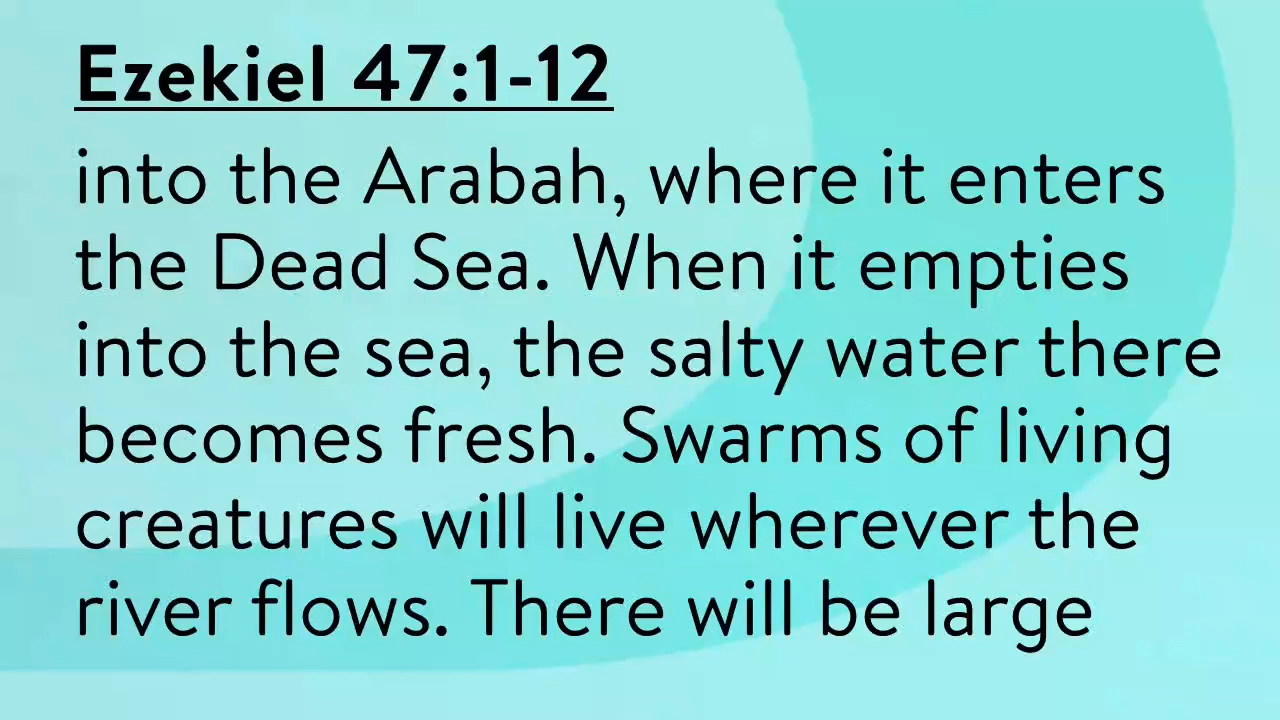 Ezekiel 47:1-12
into the Arabah, where it enters
the Dead Sea. When it empties
into the sea, the salty water there
becomes fresh. Swarms of living
creatures will live wherever the
river flows. There will be large